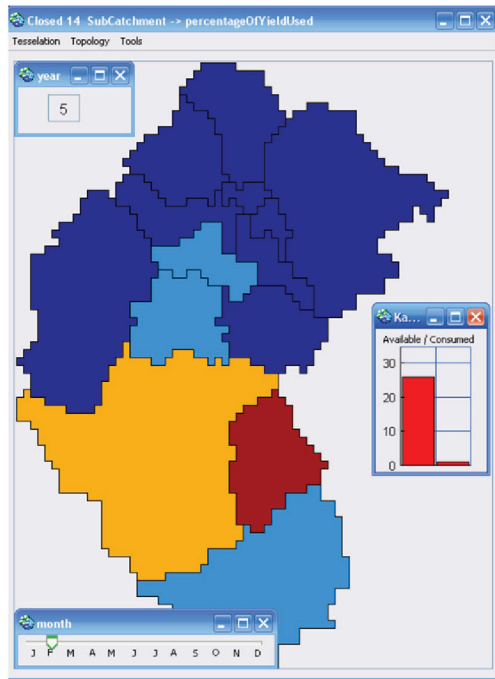 Closed 14 SubCatchment -> percentageOfYieldUsed
Tesselation Topology Tools
year
5
Ka...
Available / Consumed
30
20
10
0
month
J F M A M J J A S O N D